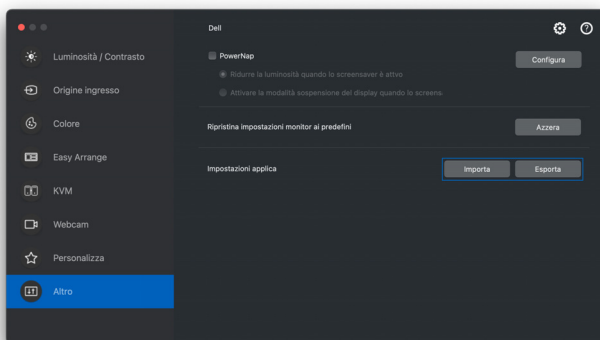 Dell
Luminosità / Contrasto
PowerNap
Configura
Ridurre la luminosità quando lo screensaver è attivo
Origine ingresso
Attivare la modalità sospensione del display quando lo screens
Colore
Ripristina impostazioni monitor ai predefini
Azzera
Easy Arrange
Impostazioni applica
Importa
Esporta
KVM
Webcam
Personalizza
Altro